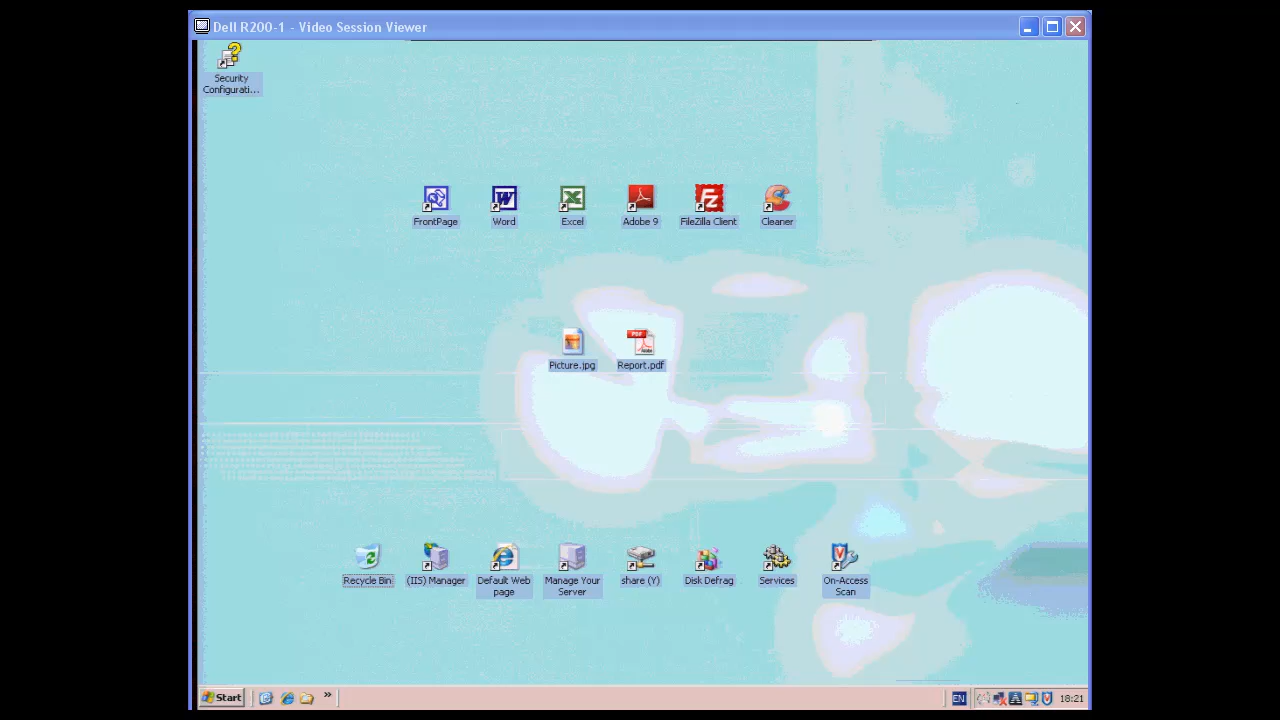 Dell R200-1 - Video Session Viewer
Security
Configurati...
FrontPage
Word
Excel
Adobe 9
FileZilla Client
Cleaner
Picture.jpg
PDF
Report.pdf
Recycle Bin
(IIS) Manager
Default Web
page
Manage Your
Server
share (Y)
Disk Defrag
Services
On-Access
Scan
Start
»
EN
18:21